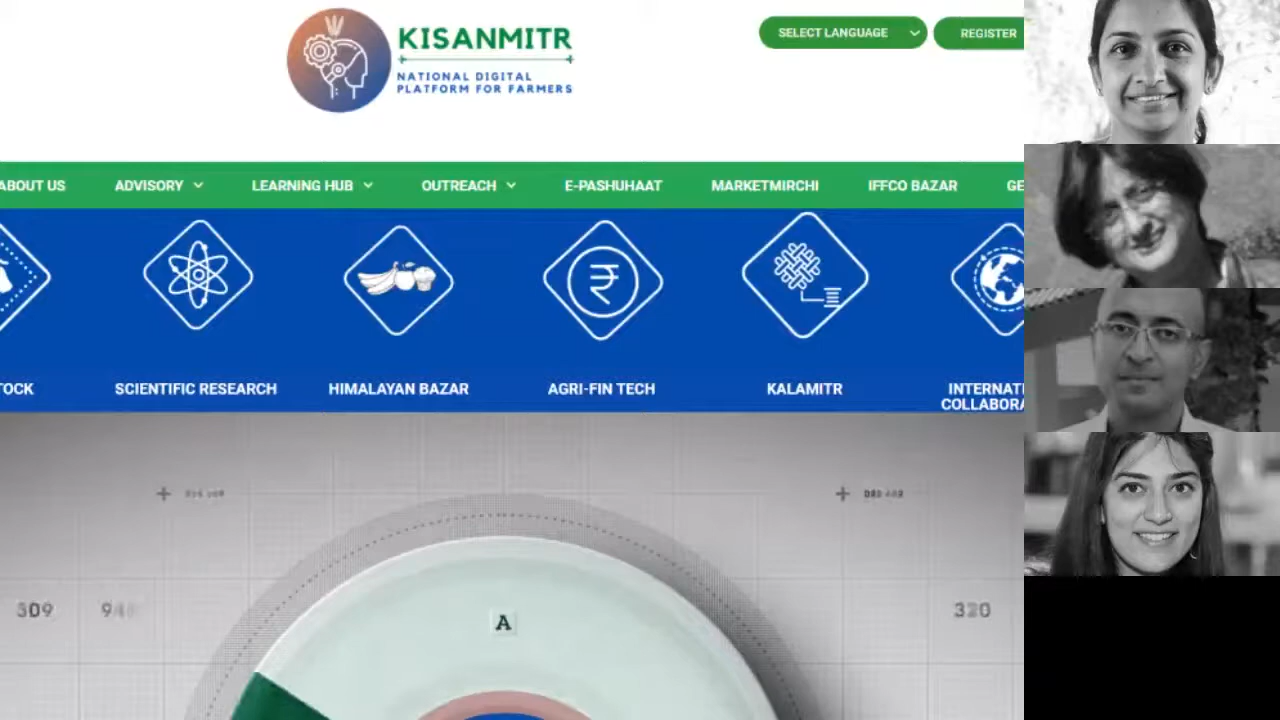 KISANMITR
NATIONAL DIGITAL
PLATFORM FOR FARMERS
SELECT LANGUAGE
REGISTER
ABOUT US
ADVISORY
LEARNING HUB
OUTREACH
E-PASHUHAAT
MARKETMIRCHI
IFFCO BAZAR
GE
TOCK
SCIENTIFIC RESEARCH
HIMALAYAN BAZAR
AGRI-FIN TECH
KALAMITR
INTERNATI
COLLABORA
309
320
A